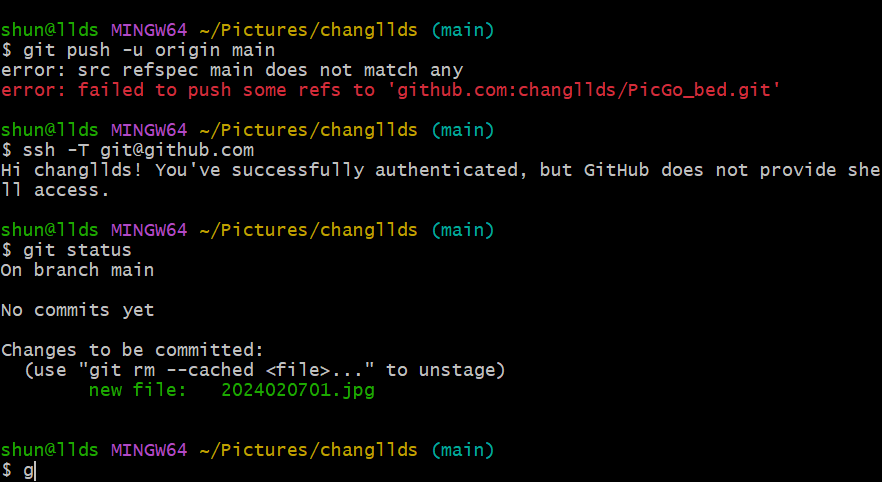 shun@llds MINGW64 ~/Pictures/changllds (main)
$ git push -u origin main
error: src refspec main does not match any
error: failed to push some refs to 'github.com:changllds/PicGo_bed.git'
shun@llds MINGW64 ~/Pictures/changllds (main)
$ ssh -T git@github.com
Hi changllds! You've successfully authenticated, but GitHub does not provide she
ll access.
shun@llds MINGW64 ~/Pictures/changllds (main)
$ git status
On branch main
No commits yet
Changes to be committed:
(use "git rm --cached <file>..." to unstage)
new file:   2024020701.jpg
shun@llds MINGW64 ~/Pictures/changllds (main)
$ g